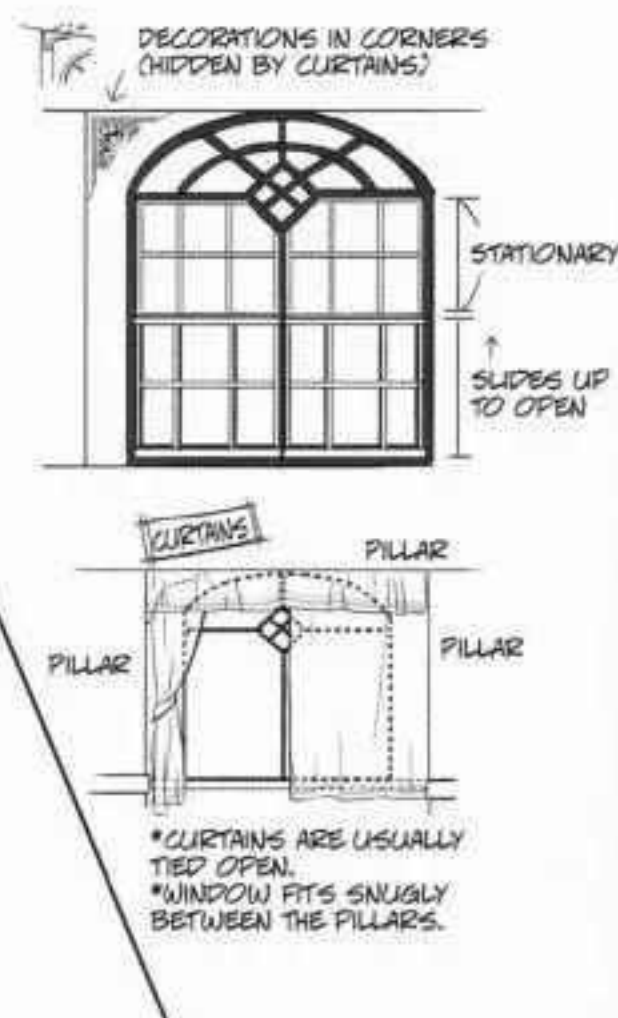 DECORATIONS IN CORNERS
(HIDDEN BY CURTAINS)
STATIONARY
SLIDES UP
TO OPEN
CURTAINS
PILLAR
PILLAR
PILLAR
*CURTAINS ARE USUALLY
TIED OPEN.
*WINDOW FITS SNUGLY
BETWEEN THE PILLARS.